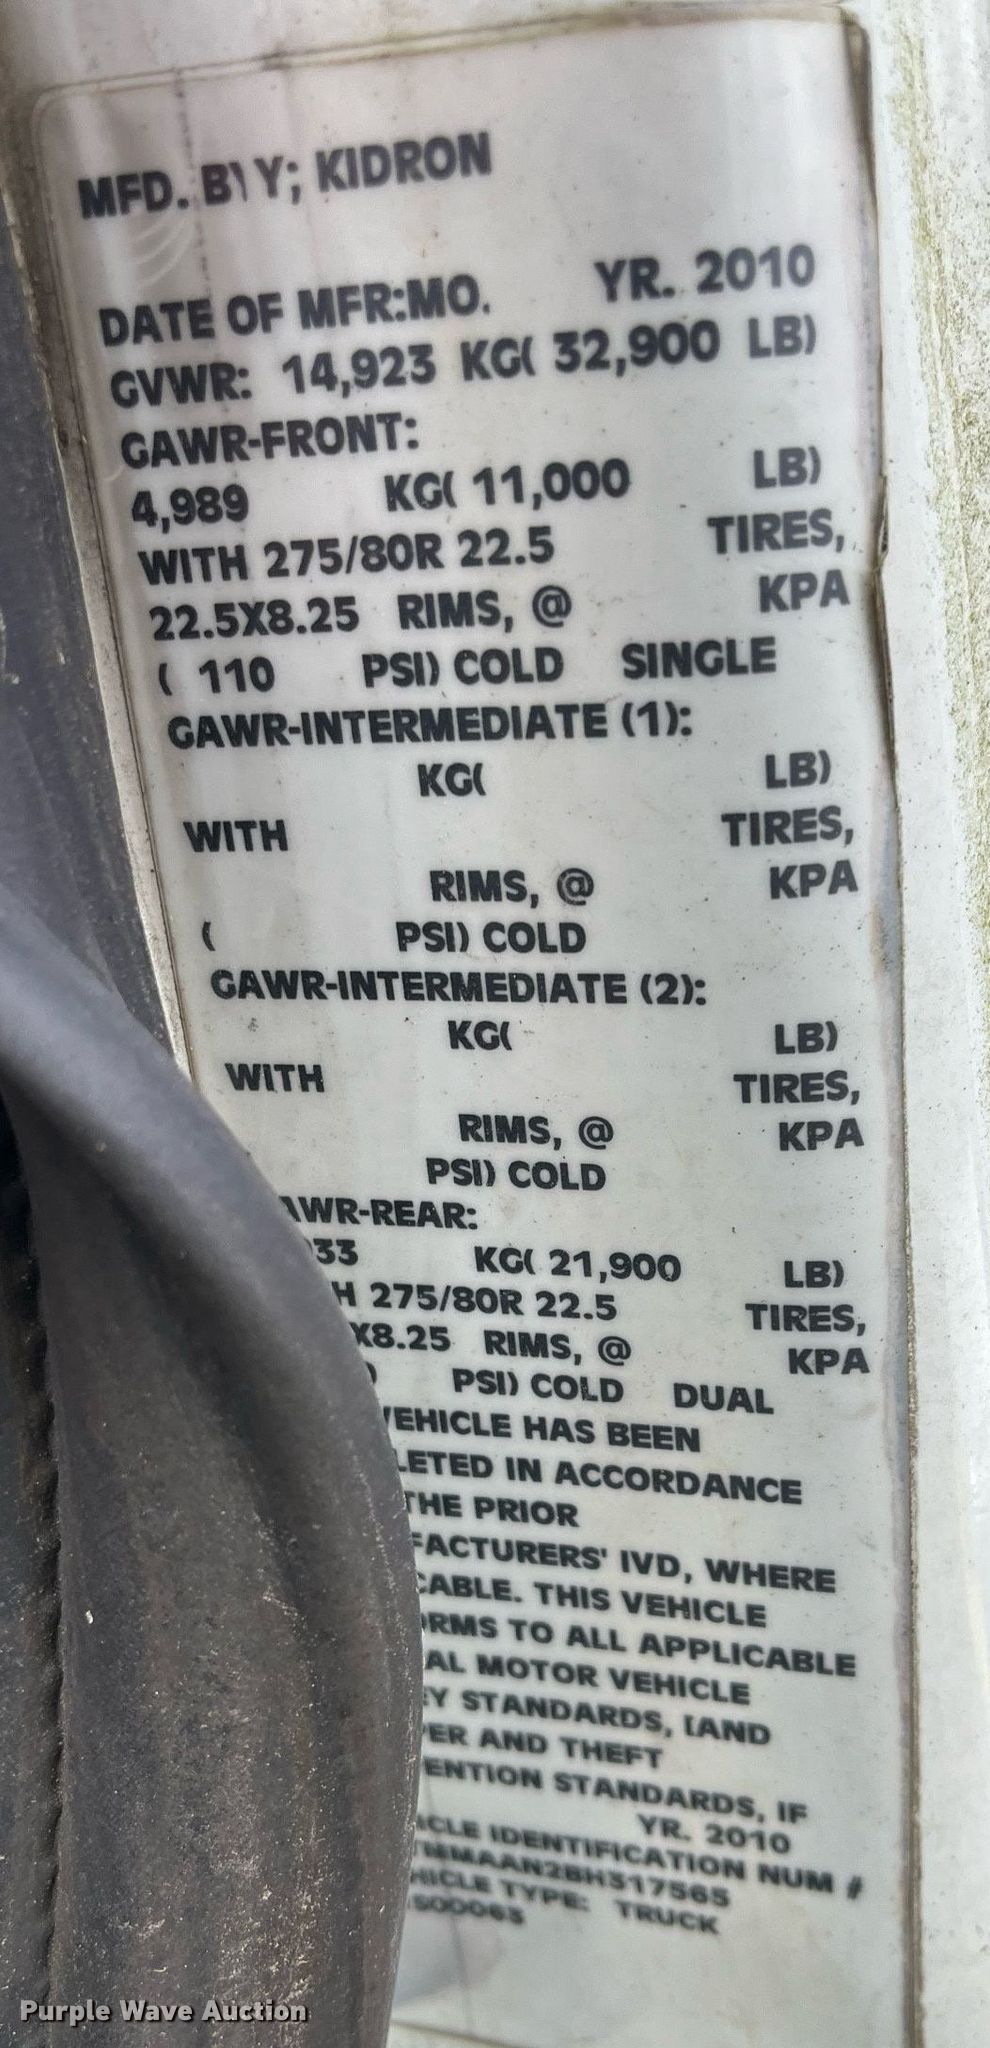 MFD. BY Y; KIDRON
DATE OF MFR:MO. YR. 2010
GVWR: 14,923 KG( 32,900 LB)
GAWR-FRONT:
4,989 KG( 11,000 LB)
WITH 275/80R 22.5 TIRES,
22.5X8.25 RIMS, @ KPA
( 110 PSI) COLD SINGLE
GAWR-INTERMEDIATE (1):
KG( LB)
WITH TIRES,
RIMS, @ KPA
( PSI) COLD
GAWR-INTERMEDIATE (2):
KG( LB)
WITH TIRES,
RIMS, @ KPA
PSI) COLD
AWR-REAR:
33 KG( 21,900 LB)
H 275/80R 22.5 TIRES,
X8.25 RIMS, @ KPA
) PSI) COLD DUAL
VEHICLE HAS BEEN
LETED IN ACCORDANCE
THE PRIOR
FACTURERS' IVD, WHERE
CABLE. THIS VEHICLE
ORMS TO ALL APPLICABLE
AL MOTOR VEHICLE
Y STANDARDS, [AND
PER AND THEFT
ENTION STANDARDS, IF
YR. 2010
ICLE IDENTIFICATION NUM #
MMAAN2BH317565
HICLE TYPE: TRUCK
S00063
Purple Wave Auction